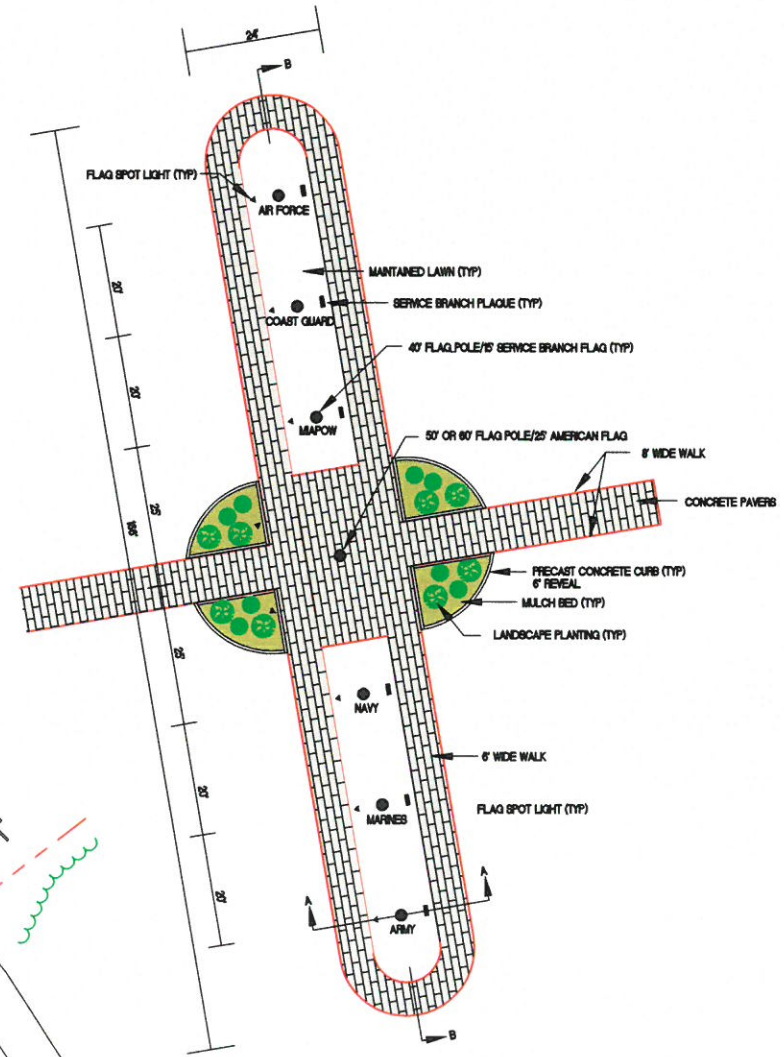 24'
B
FLAG SPOT LIGHT (TYP)
AIR FORCE
MAINTAINED LAWN (TYP)
20'
SERVICE BRANCH PLAQUE (TYP)
COAST GUARD
40' FLAG POLE/15' SERVICE BRANCH FLAG (TYP)
20'
MIAPOW
50' OR 60' FLAG POLE/25' AMERICAN FLAG
8' WIDE WALK
CONCRETE PAVERS
25'
PRECAST CONCRETE CURB (TYP)
6" REVEAL
MULCH BED (TYP)
LANDSCAPE PLANTING (TYP)
25'
NAVY
6' WIDE WALK
20'
MARINES
FLAG SPOT LIGHT (TYP)
A
A
20'
ARMY
B